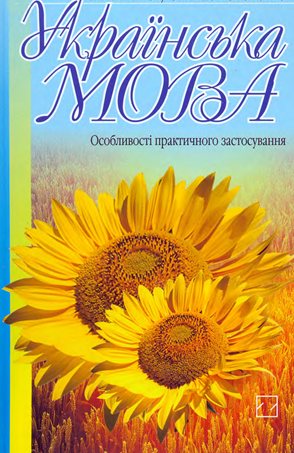 Українська
МОВА
Особливості практичного застосування